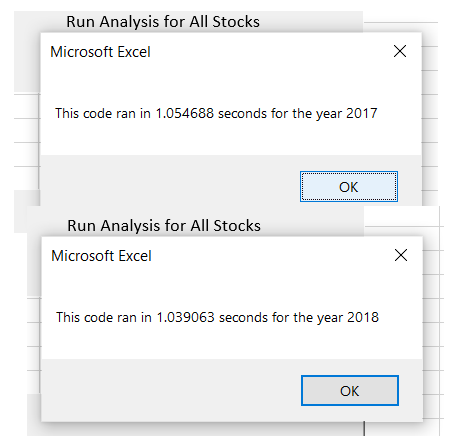 Run Analysis for All Stocks
Microsoft Excel
This code ran in 1.054688 seconds for the year 2017
OK
Run Analysis for All Stocks
Microsoft Excel
This code ran in 1.039063 seconds for the year 2018
OK